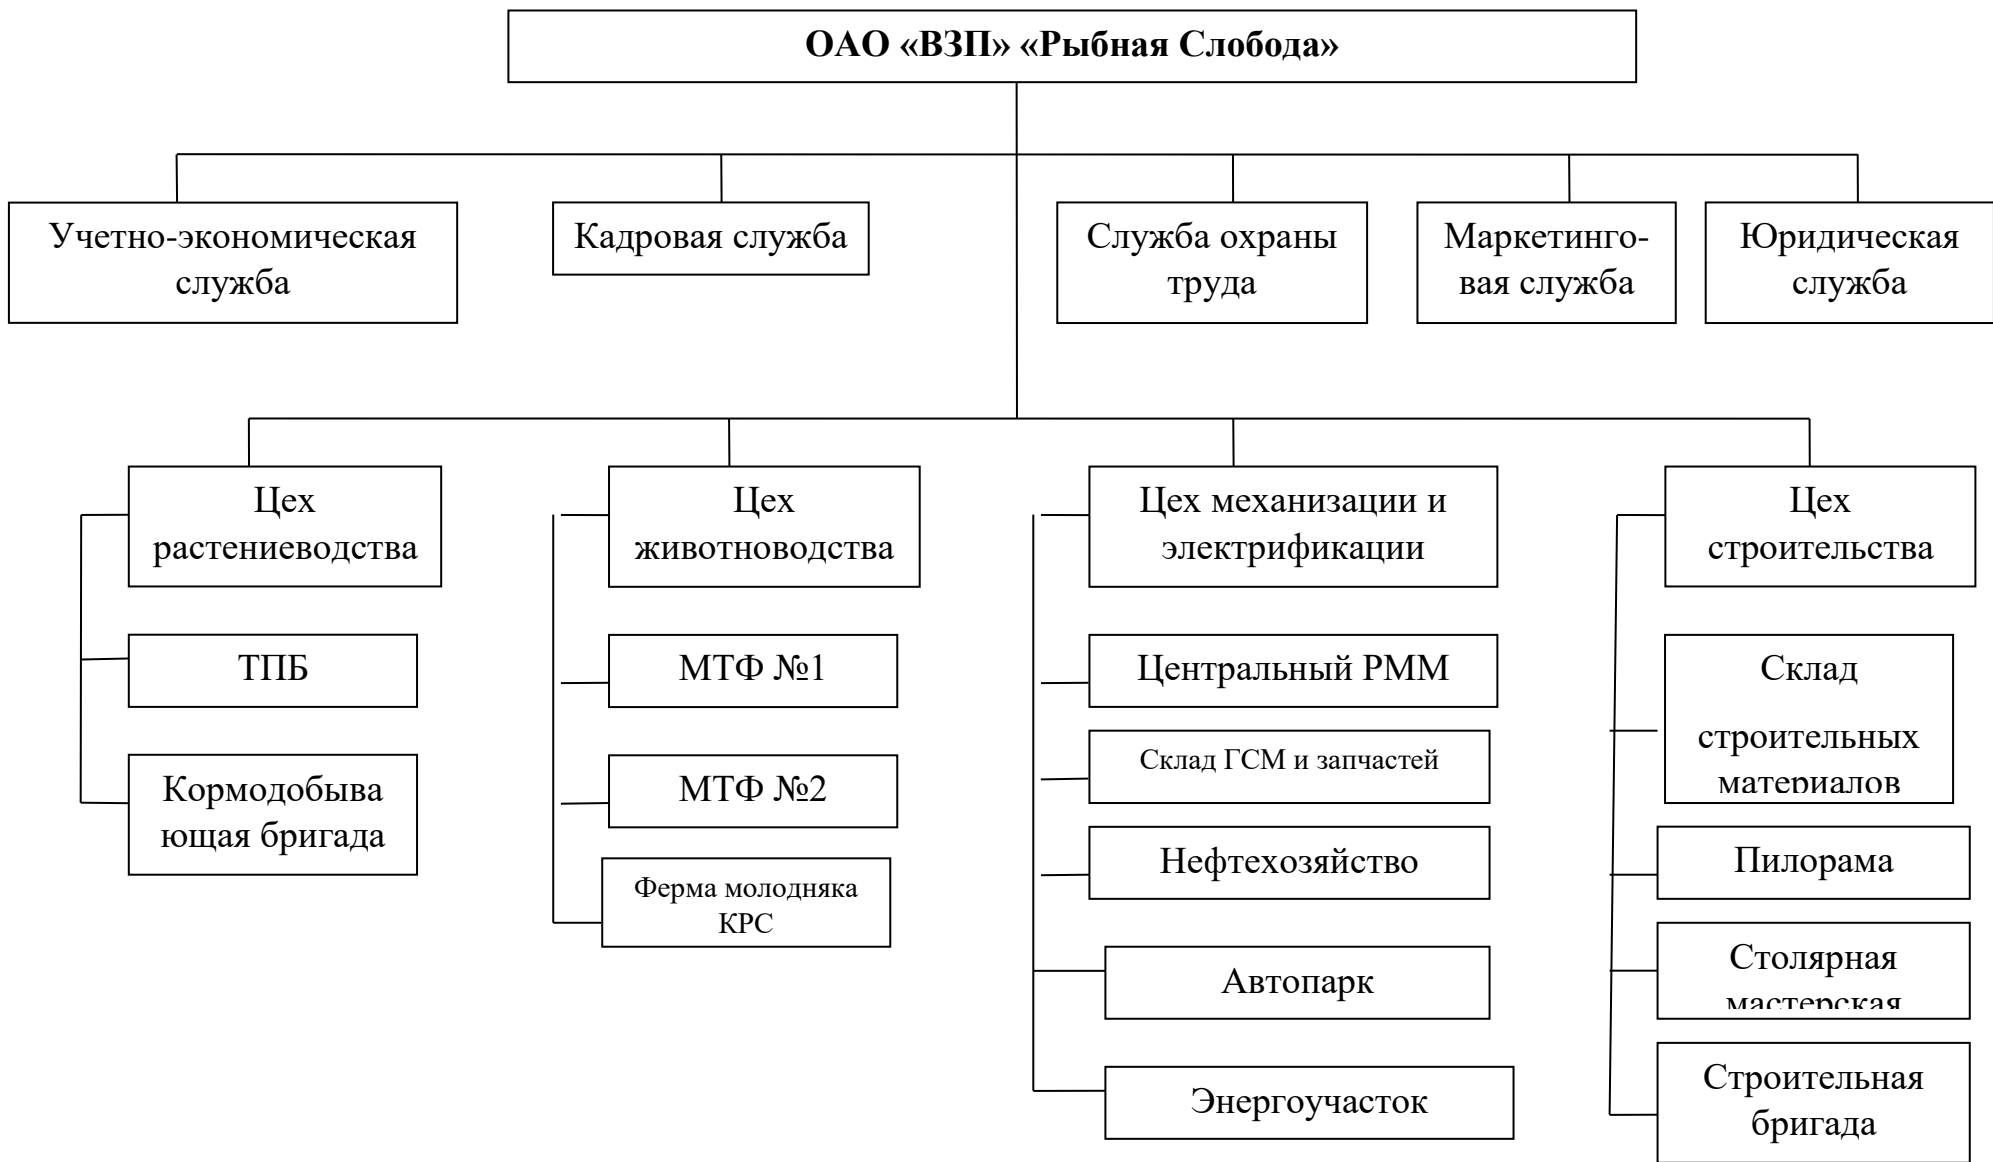 ОАО «ВЗП» «Рыбная Слобода»
Учетно-экономическая
служба
Кадровая служба
Служба охраны
труда
Маркетинго-
вая служба
Юридическая
служба
Цех
растениеводства
Цех
животноводства
Цех механизации и
электрификации
Цех
строительства
ТПБ
Кормодобыва
ющая бригада
МТФ №1
МТФ №2
Ферма молодняка
КРС
Центральный РММ
Склад ГСМ и запчастей
Нефтехозяйство
Автопарк
Энергоучасток
Склад
строительных
материалов
Пилорама
Столярная
мастерская
Строительная
бригада